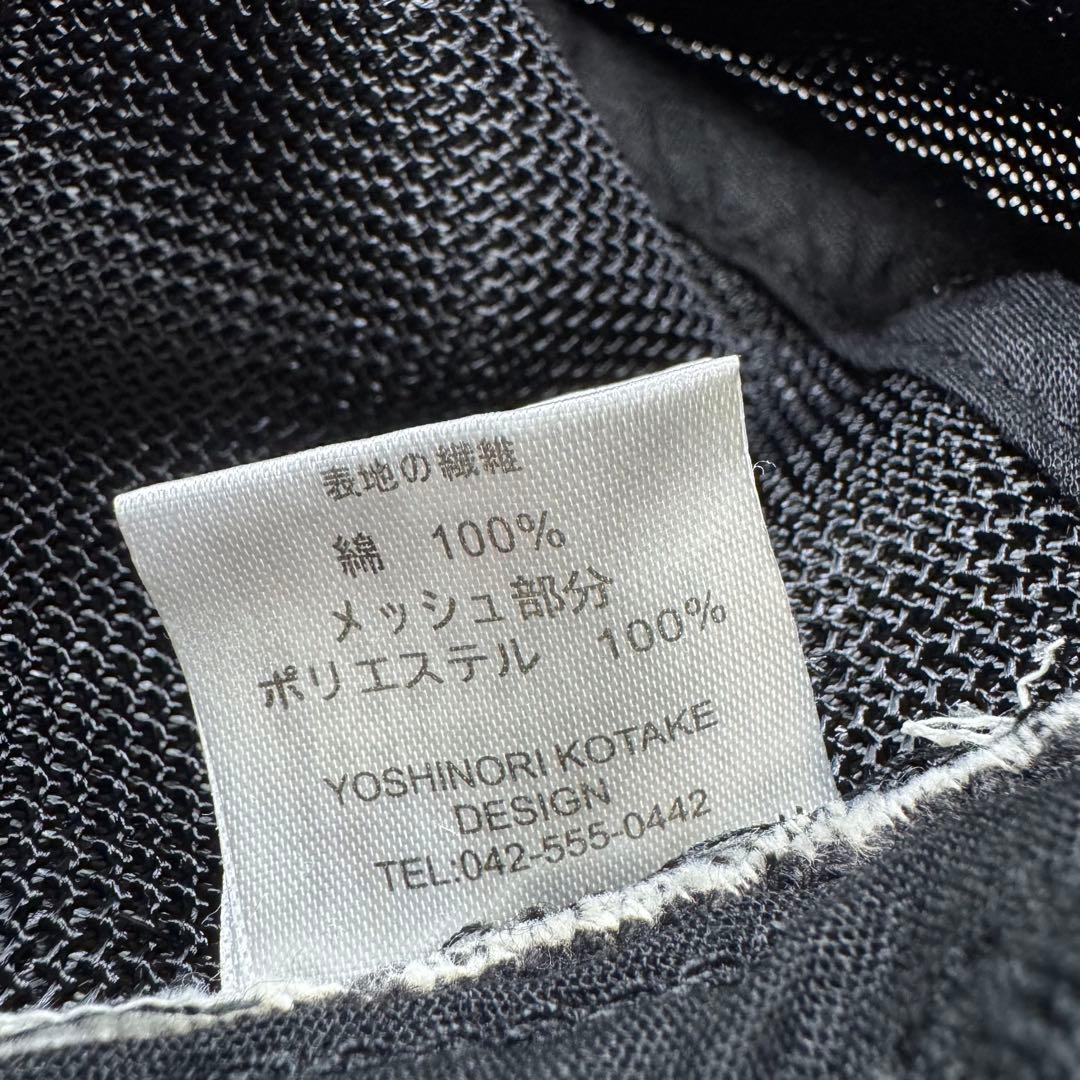 表地の繊維
綿 100%
メッシュ部分
ポリエステル 100%
YOSHINORI KOTAKE
DESIGN
TEL:042-555-0442